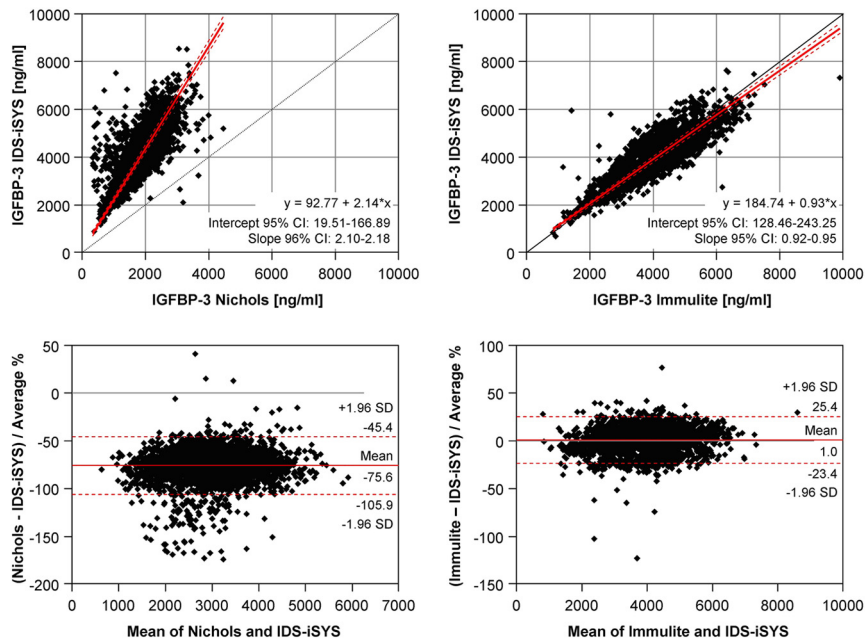 10000
8000
6000
4000
2000
0
IGFBP-3 IDS-iSYS [ng/ml]
y = 92.77 + 2.14*x
Intercept 95% CI: 19.51-166.89
Slope 96% CI: 2.10-2.18
0 2000 4000 6000 8000 10000
IGFBP-3 Nichols [ng/ml]
10000
8000
6000
4000
2000
0
IGFBP-3 IDS-iSYS [ng/ml]
y = 184.74 + 0.93*x
Intercept 95% CI: 128.46-243.25
Slope 95% CI: 0.92-0.95
0 2000 4000 6000 8000 10000
IGFBP-3 Immulite [ng/ml]
50
0
-50
-100
-150
-200
(Nichols - IDS-iSYS) / Average %
+1.96 SD
-45.4
Mean
-75.6
-105.9
-1.96 SD
0 1000 2000 3000 4000 5000 6000 7000
Mean of Nichols and IDS-iSYS
100
50
0
-50
-100
-150
(Immulite – IDS-iSYS) / Average %
+1.96 SD
25.4
Mean
1.0
-23.4
-1.96 SD
0 2000 4000 6000 8000 10000
Mean of Immulite and IDS-iSYS